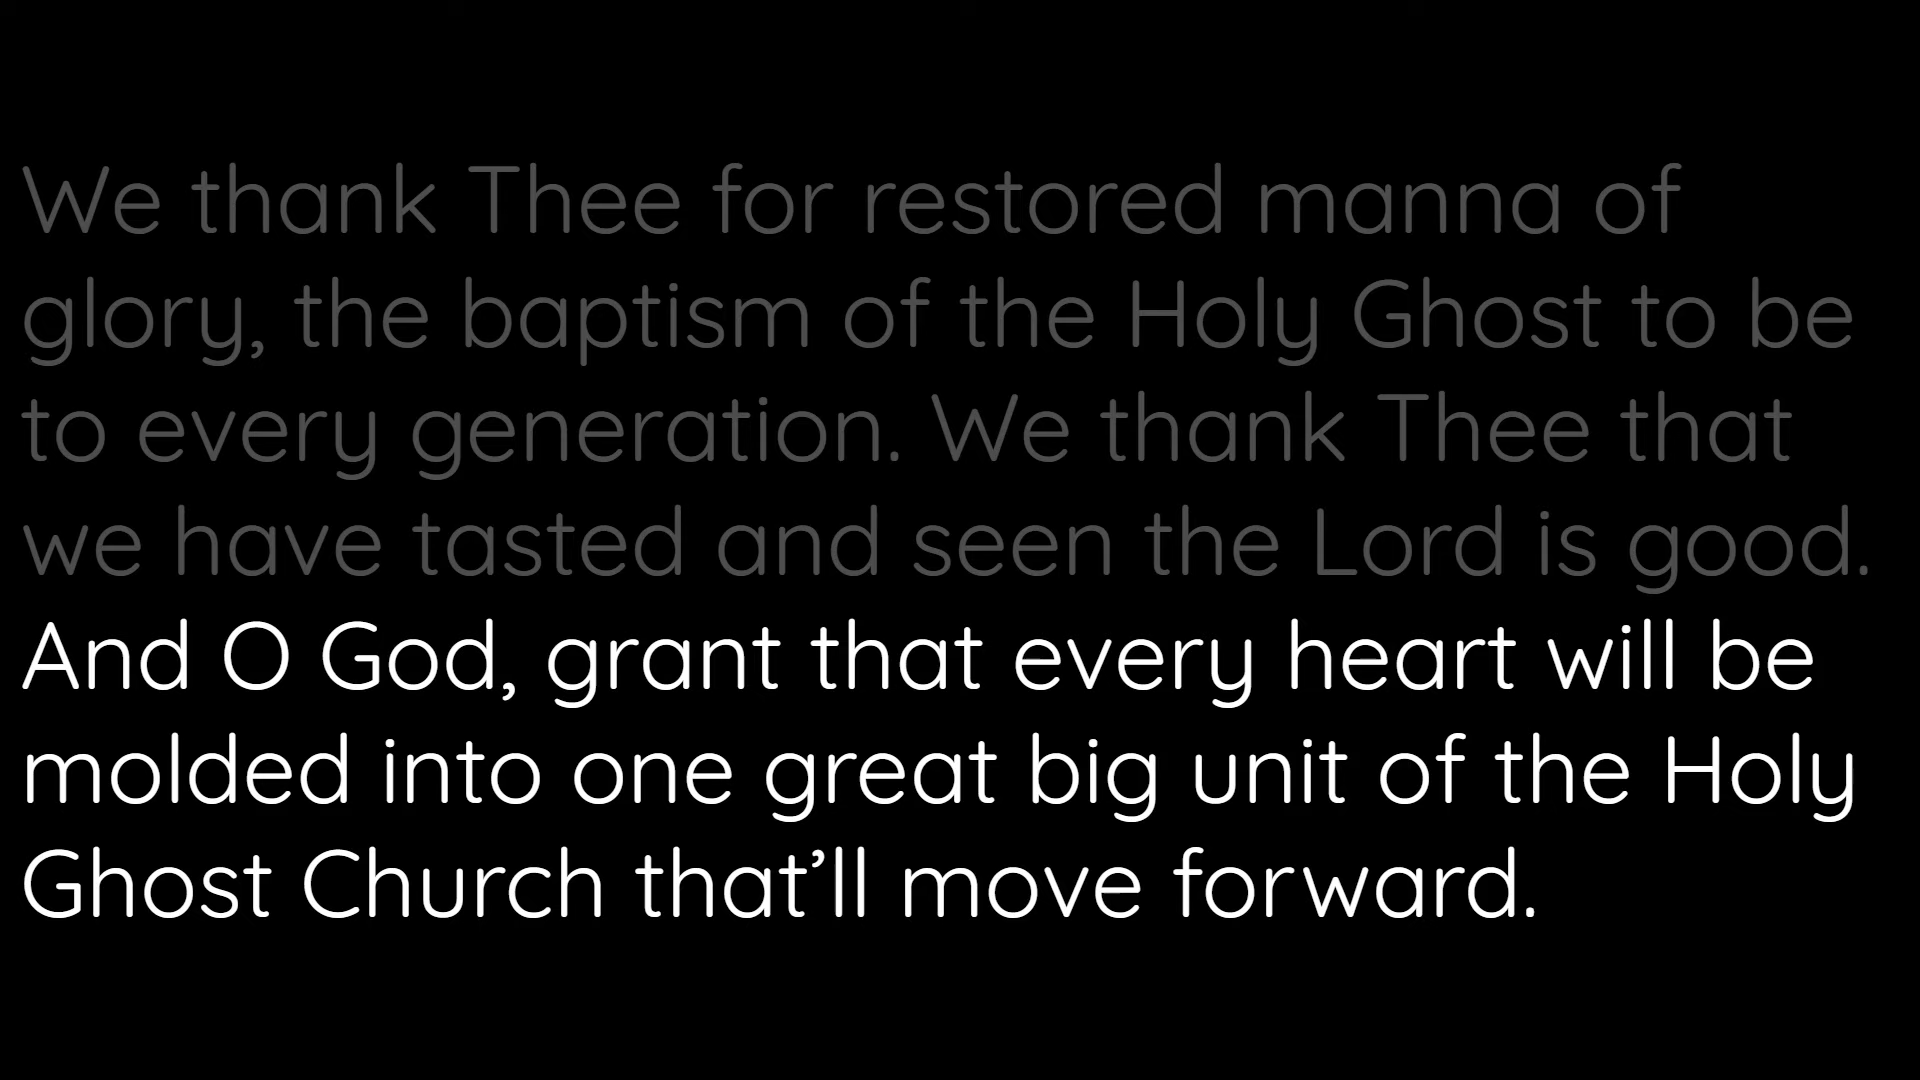 We thank Thee for restored manna of
glory, the baptism of the Holy Ghost to be
to every generation. We thank Thee that
we have tasted and seen the Lord is good.
And O God, grant that every heart will be
molded into one great big unit of the Holy
Ghost Church that’ll move forward.